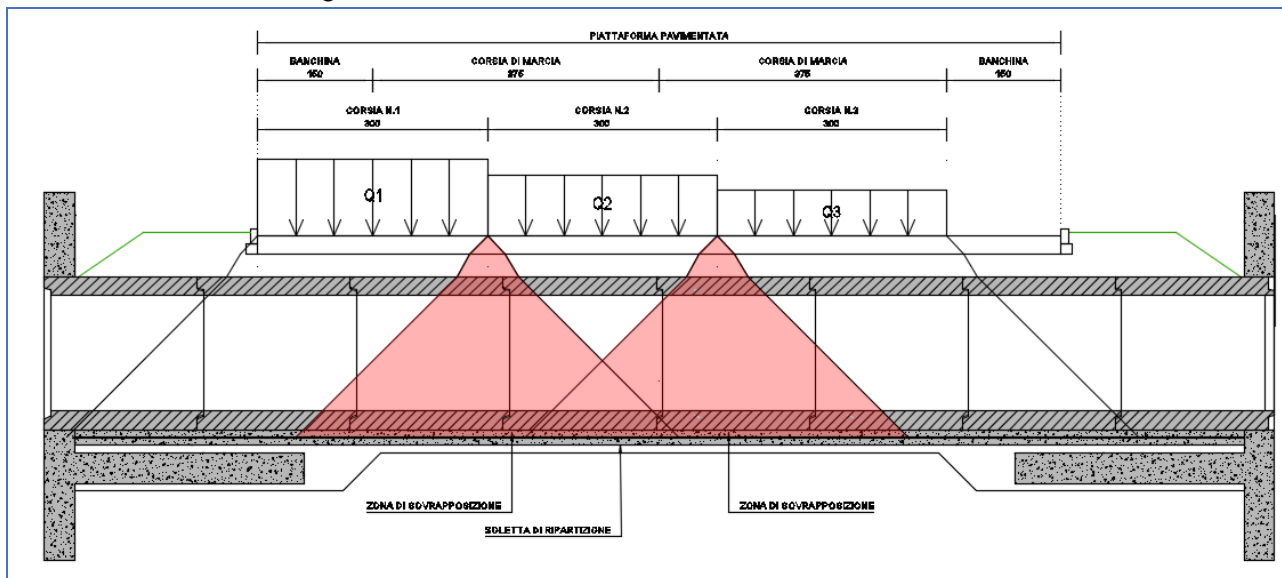 PIATTAFORMA PAVIMENTATA
BANCHINA CORSIA DI MARCIA CORSIA DI MARCIA BANCHINA
150 375 375 150
CORSIA N.1 CORSIA N.2 CORSIA N.3
300 300 300
Q1 Q2 Q3
ZONA DI SOVRAPPOSIZIONE ZONA DI SOVRAPPOSIZIONE
SOLETTA DI RIPARTIZIONE